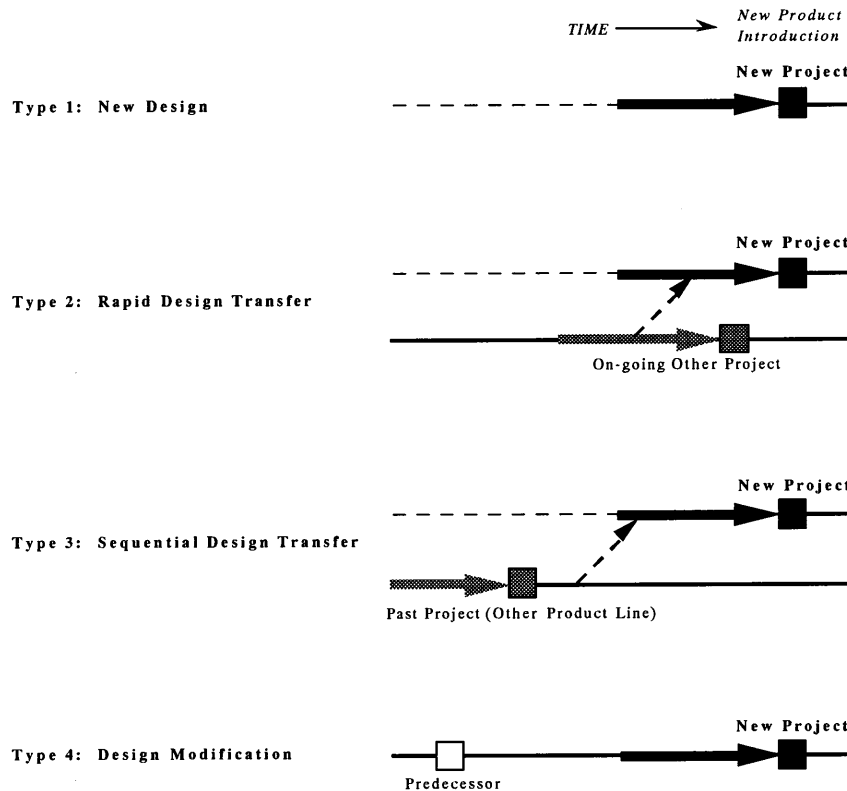 TIME
New Product
Introduction
New Project
Type 1: New Design
New Project
Type 2: Rapid Design Transfer
On-going Other Project
New Project
Type 3: Sequential Design Transfer
Past Project (Other Product Line)
New Project
Type 4: Design Modification
Predecessor